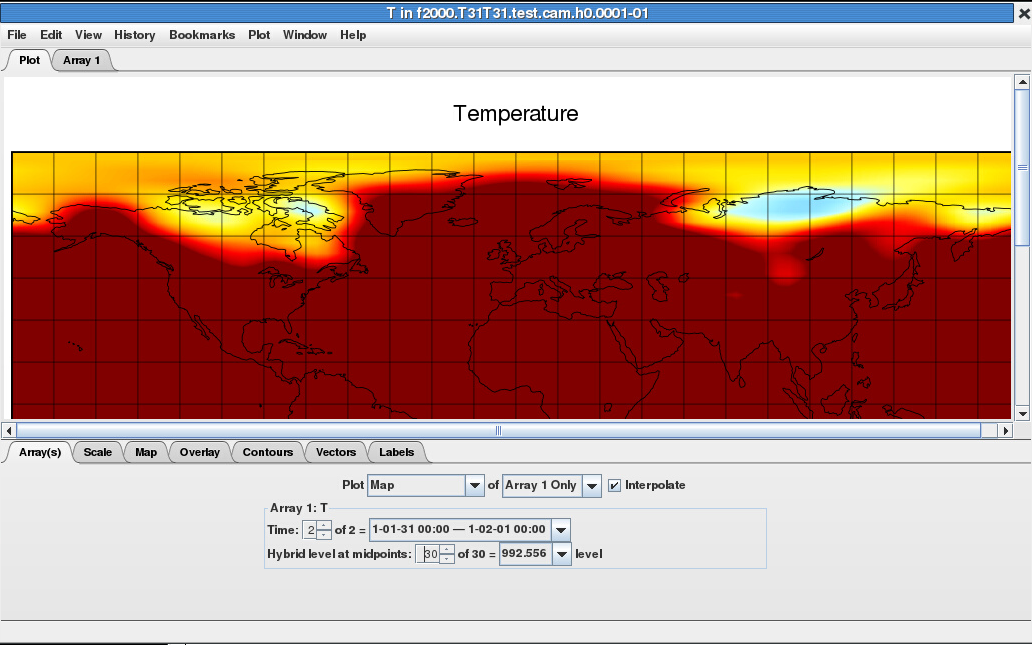 T in f2000.T31T31.test.cam.h0.0001-01
File Edit View History Bookmarks Plot Window Help
Plot Array 1
Temperature
Array(s) Scale Map Overlay Contours Vectors Labels
Plot Map of Array 1 Only Interpolate
Array 1: T
Time: 2 of 2 = 1-01-31 00:00 — 1-02-01 00:00
Hybrid level at midpoints: 30 of 30 = 992.556 level